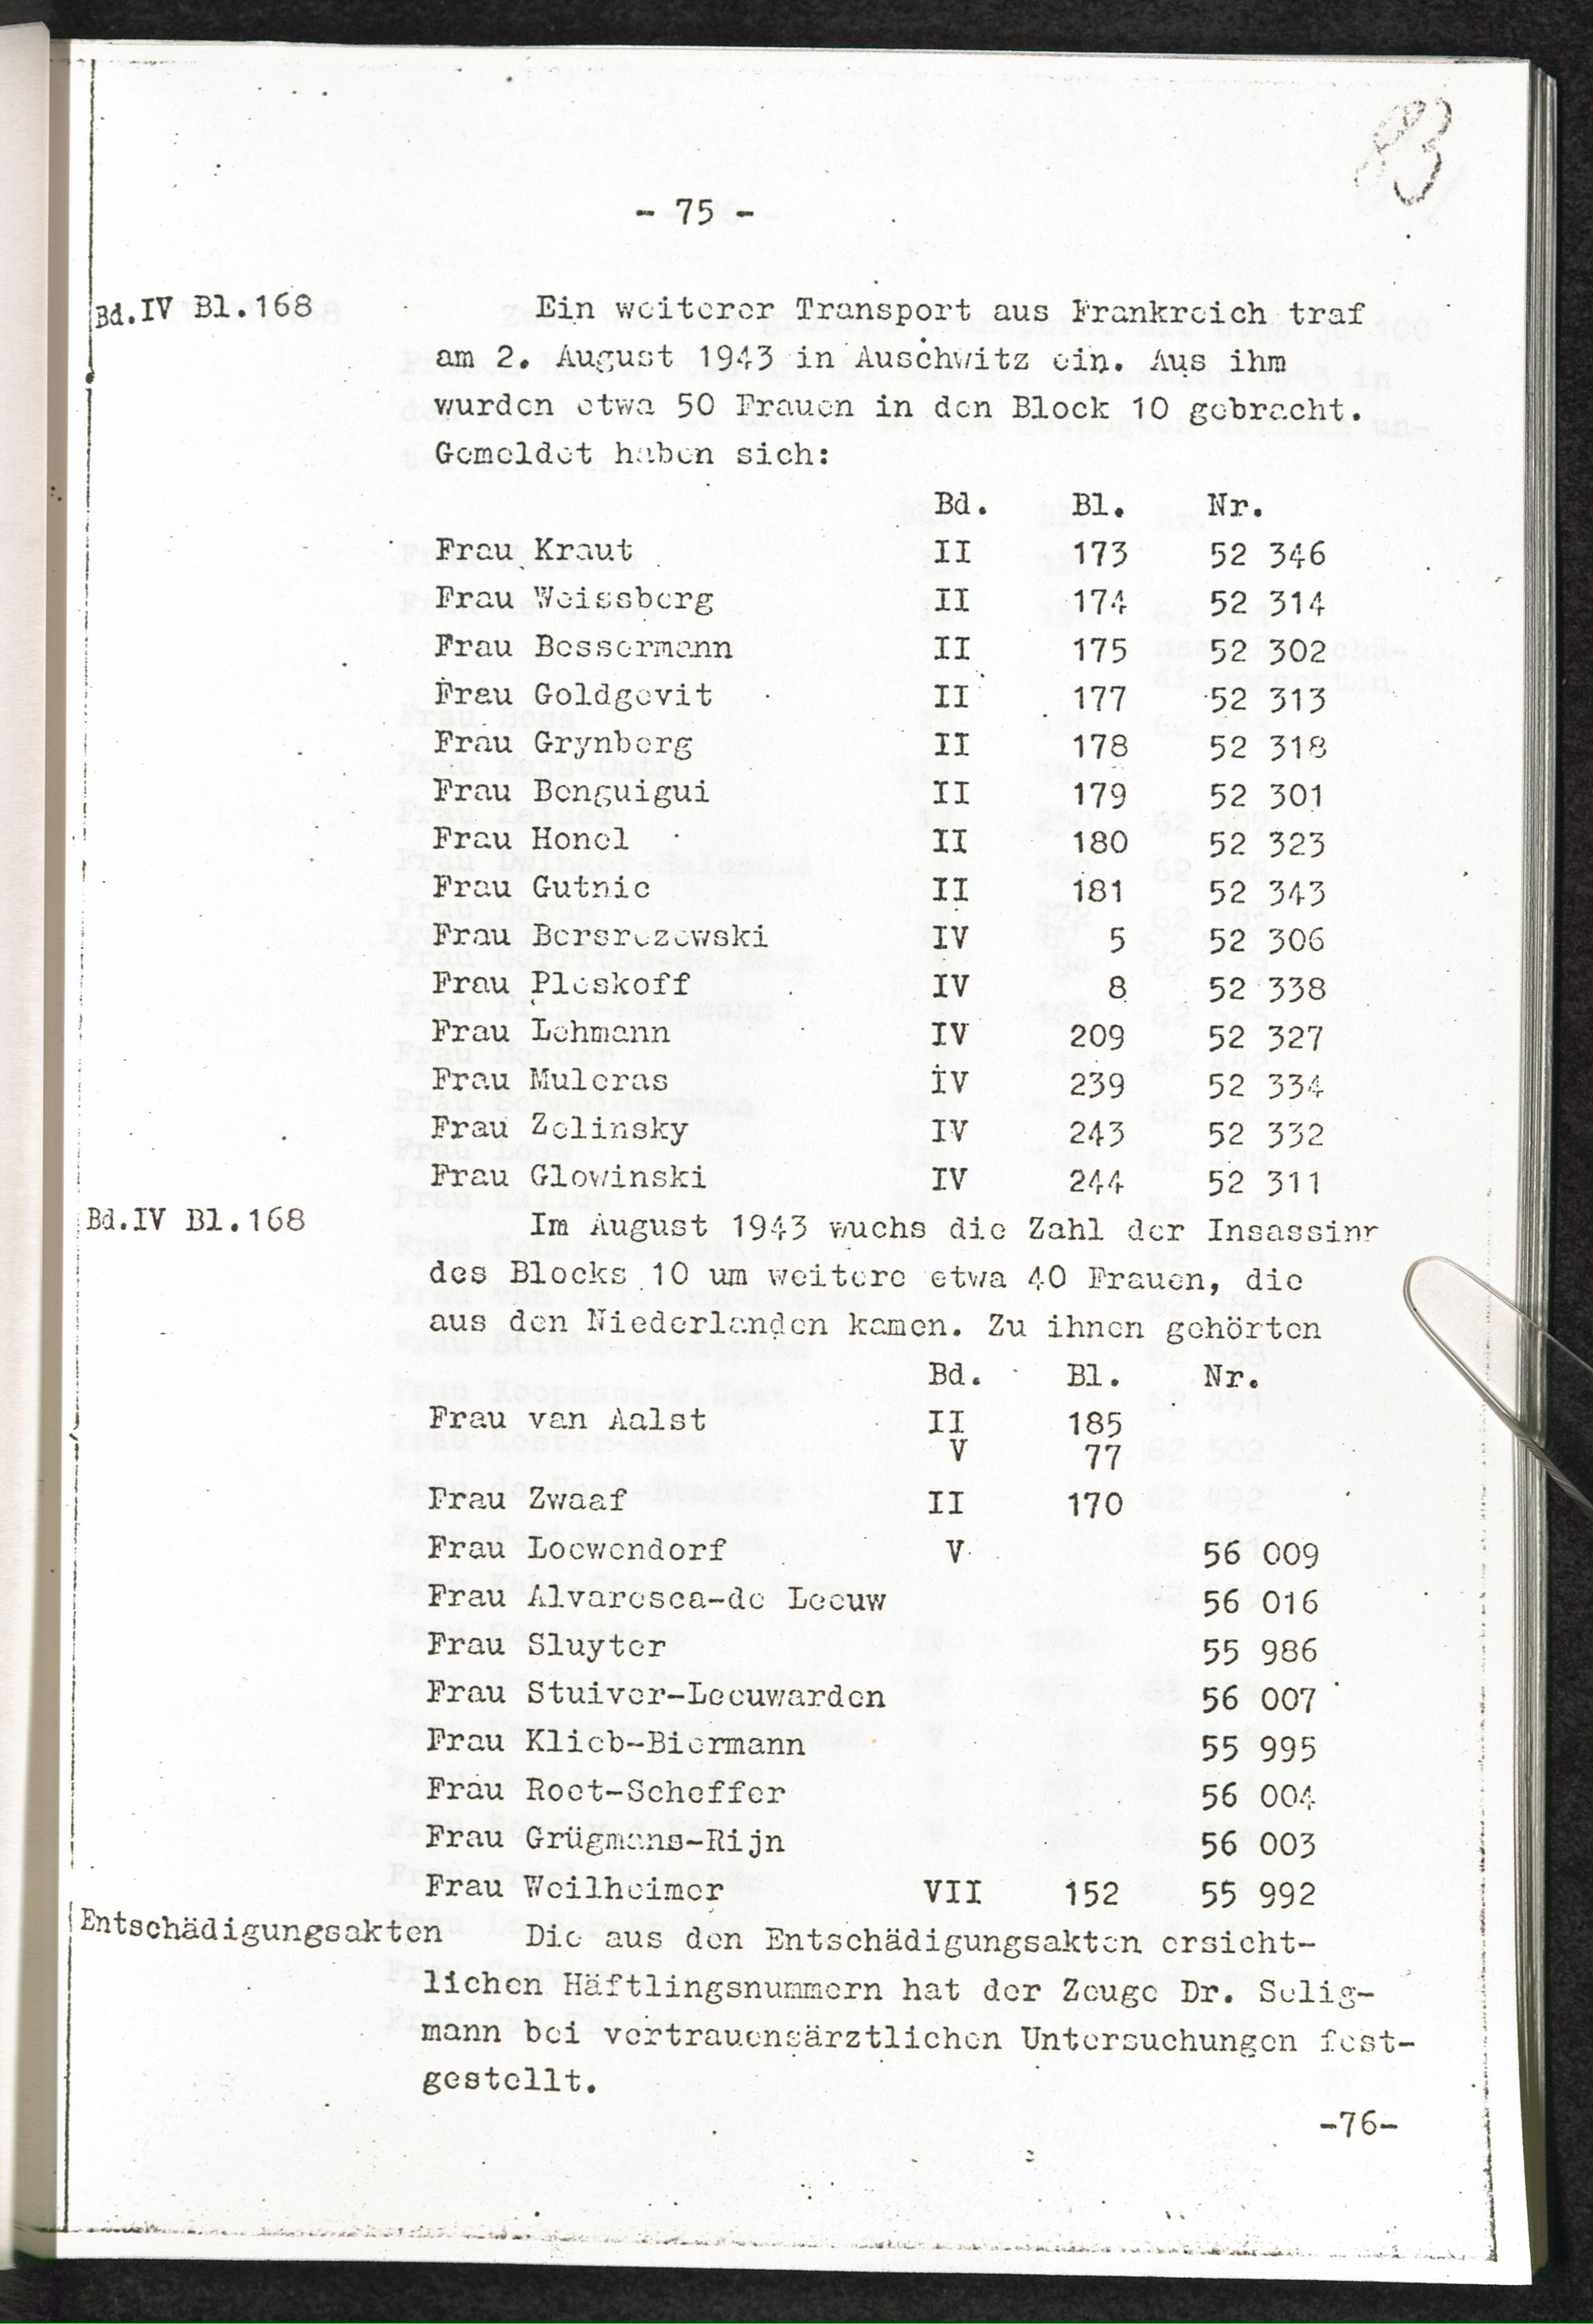 83
- 75 -
Bd.IV Bl.168 Ein weiterer Transport aus Frankreich traf
am 2. August 1943 in Auschwitz ein. Aus ihm
wurden etwa 50 Frauen in den Block 10 gebracht.
Gemeldet haben sich:
Bd. Bl. Nr.
Frau Kraut II 173 52 346
Frau Weissberg II 174 52 314
Frau Bessermann II 175 52 302
Frau Goldgevit II 177 52 313
Frau Grynberg II 178 52 318
Frau Benguigui II 179 52 301
Frau Honel II 180 52 323
Frau Gutnic II 181 52 343
Frau Bersrezewski IV 5 52 306
Frau Pleskoff IV 8 52 338
Frau Lehmann IV 209 52 327
Frau Muleras IV 239 52 334
Frau Zelinsky IV 243 52 332
Frau Glowinski IV 244 52 311
Bd.IV Bl.168 Im August 1943 wuchs die Zahl der Insassinn
des Blocks 10 um weitere etwa 40 Frauen, die
aus den Niederlanden kamen. Zu ihnen gehörten
Bd. Bl. Nr.
Frau van Aalst II 185
V 77
Frau Zwaaf II 170
Frau Loewendorf V 56 009
Frau Alvaresca-de Leeuw 56 016
Frau Sluyter 55 986
Frau Stuiver-Leeuwarden 56 007
Frau Klieb-Biermann 55 995
Frau Roet-Scheffer 56 004
Frau Grügmans-Rijn 56 003
Frau Weilheimer VII 152 55 992
Entschädigungsakten Die aus den Entschädigungsakten ersicht-
lichen Häftlingsnummern hat der Zeuge Dr. Selig-
mann bei vertrauensärztlichen Untersuchungen fest-
gestellt.
-76-